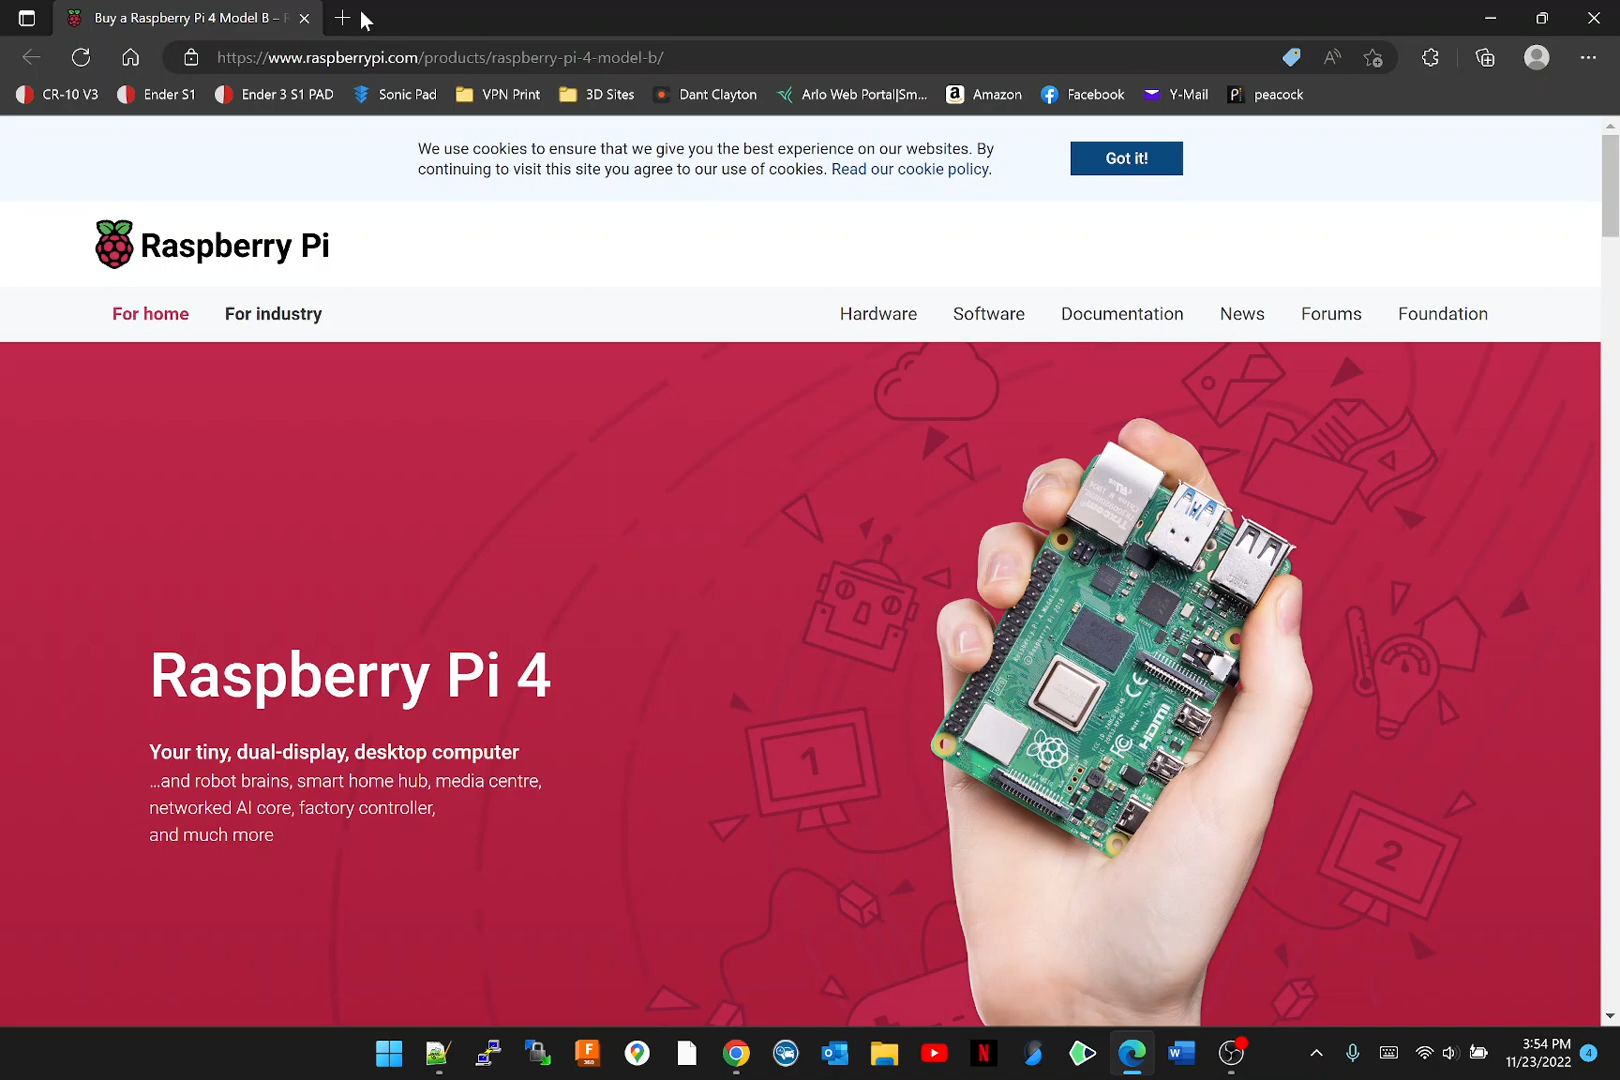 Buy a Raspberry Pi 4 Model B –
https://www.raspberrypi.com/products/raspberry-pi-4-model-b/
CR-10 V3 Ender S1 Ender 3 S1 PAD Sonic Pad VPN Print 3D Sites Dant Clayton Arlo Web Portal|Sm... Amazon Facebook Y-Mail peacock
We use cookies to ensure that we give you the best experience on our websites. By
continuing to visit this site you agree to our use of cookies. Read our cookie policy.
Got it!
Raspberry Pi
For home For industry Hardware Software Documentation News Forums Foundation
Raspberry Pi 4
Your tiny, dual-display, desktop computer
...and robot brains, smart home hub, media centre,
networked AI core, factory controller,
and much more
1
2
HDMI
FC
CE
3:54 PM
11/23/2022
4